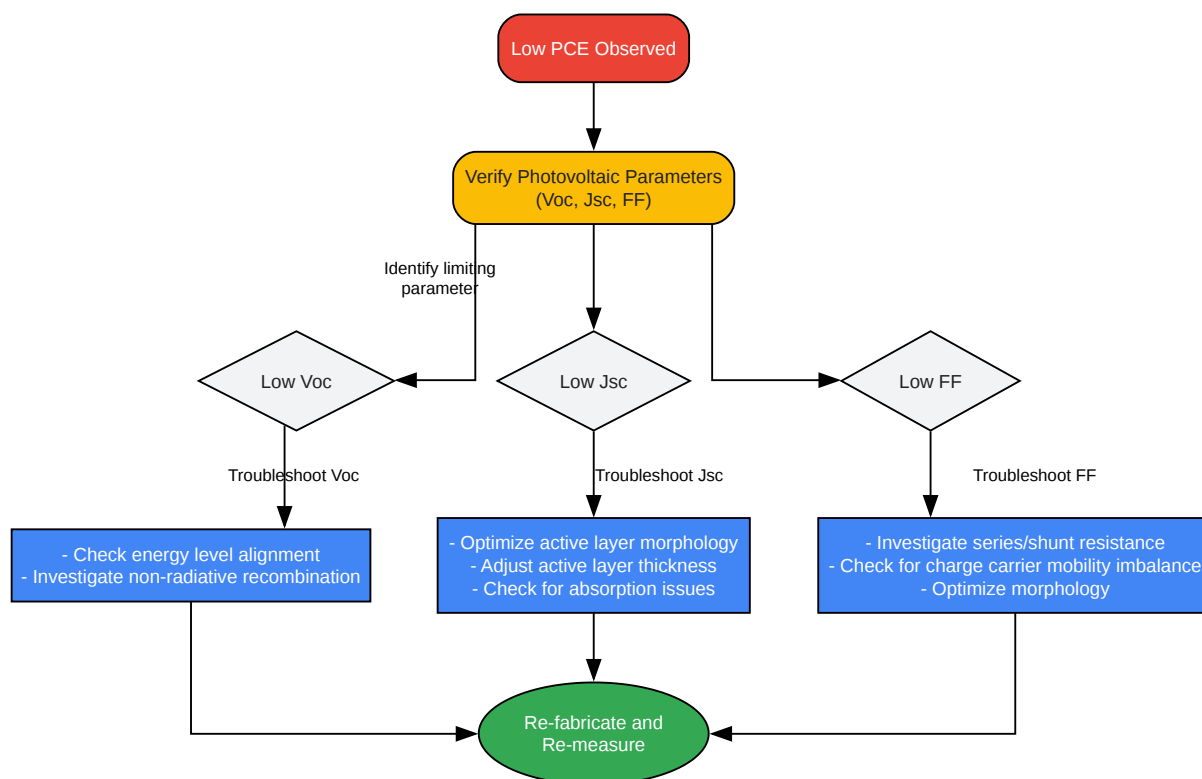 Low PCE Observed
Verify Photovoltaic Parameters
(Voc, Jsc, FF)
Identify limiting
parameter
Low Voc
Low Jsc
Low FF
Troubleshoot Voc
Troubleshoot Jsc
Troubleshoot FF
- Check energy level alignment
- Investigate non-radiative recombination
- Optimize active layer morphology
- Adjust active layer thickness
- Check for absorption issues
- Investigate series/shunt resistance
- Check for charge carrier mobility imbalance
- Optimize morphology
Re-fabricate and
Re-measure